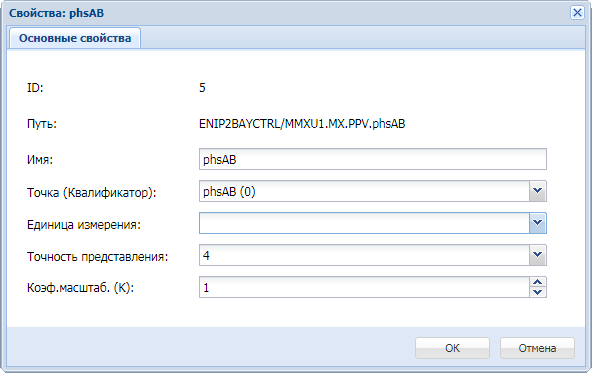 Свойства: phsAB
Основные свойства
ID: 5
Путь: ENIP2BAYCTRL/MMXU1.MX.PPV.phsAB
Имя: phsAB
Точка (Квалификатор): phsAB (0)
Единица измерения:
Точность представления: 4
Коэф.масштаб. (К): 1
OK Отмена